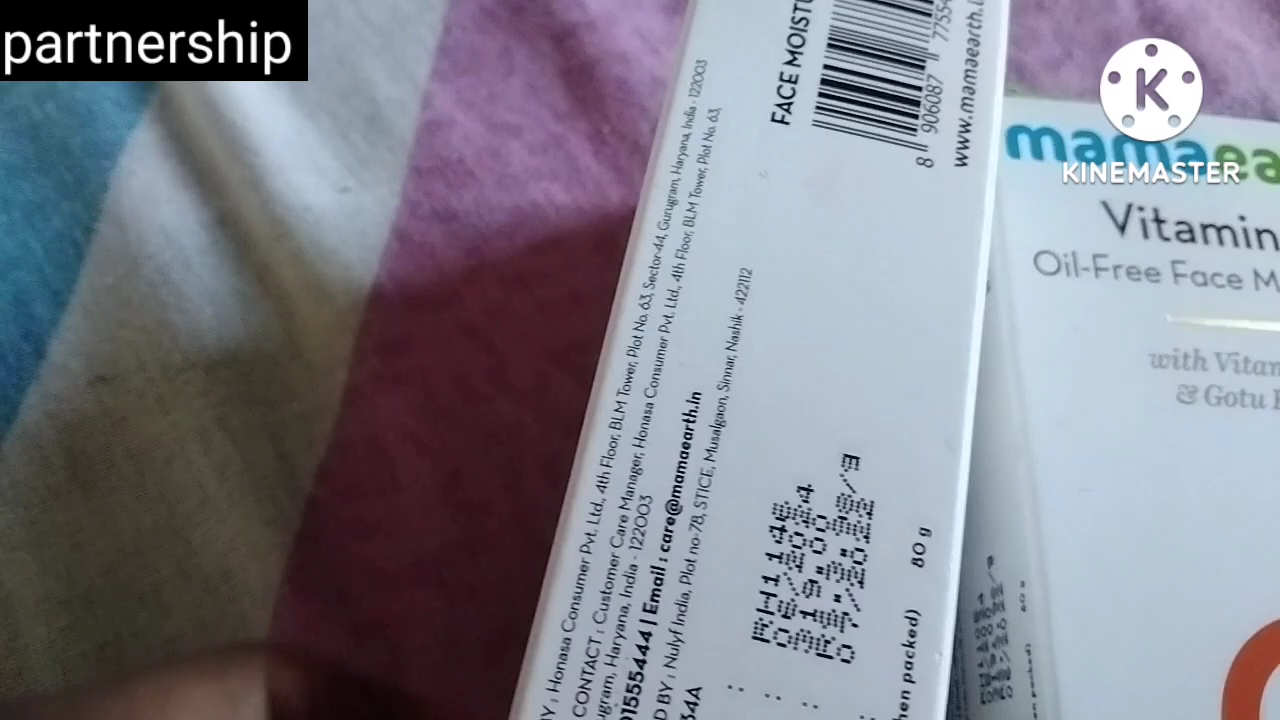 partnership
KINEMASTER
mamaea
Vitamin
Oil-Free Face M
with Vitam
& Gotu
FACE MOISTU
8 906087 7755
www.mamaearth.
Y : Honasa Consumer Pvt. Ltd., 4th Floor, BLM Tower, Plot No. 63, Sector-44, Gurugram, Haryana, India - 122003
CONTACT : Customer Care Manager, Honasa Consumer Pvt. Ltd., 4th Floor, BLM Tower, Plot No. 63,
ugram, Haryana, India - 122003
01555444 | Email : care@mamaearth.in
D BY : Nulyf India, Plot no-78, STICE, Musalgaon, Sinnar, Nashik - 422112
34A
hen packed)
80 g